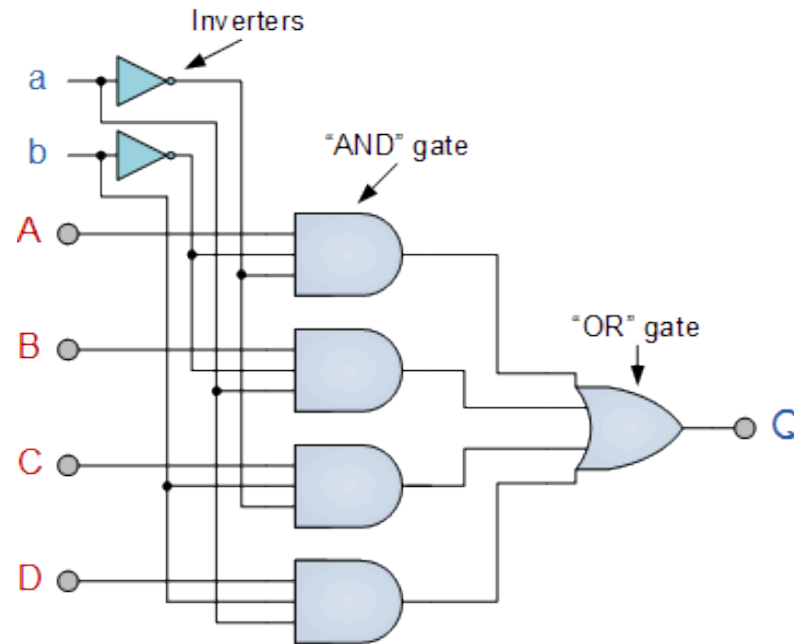 Inverters
a
b
“AND” gate
A
B
“OR” gate
C
Q
D